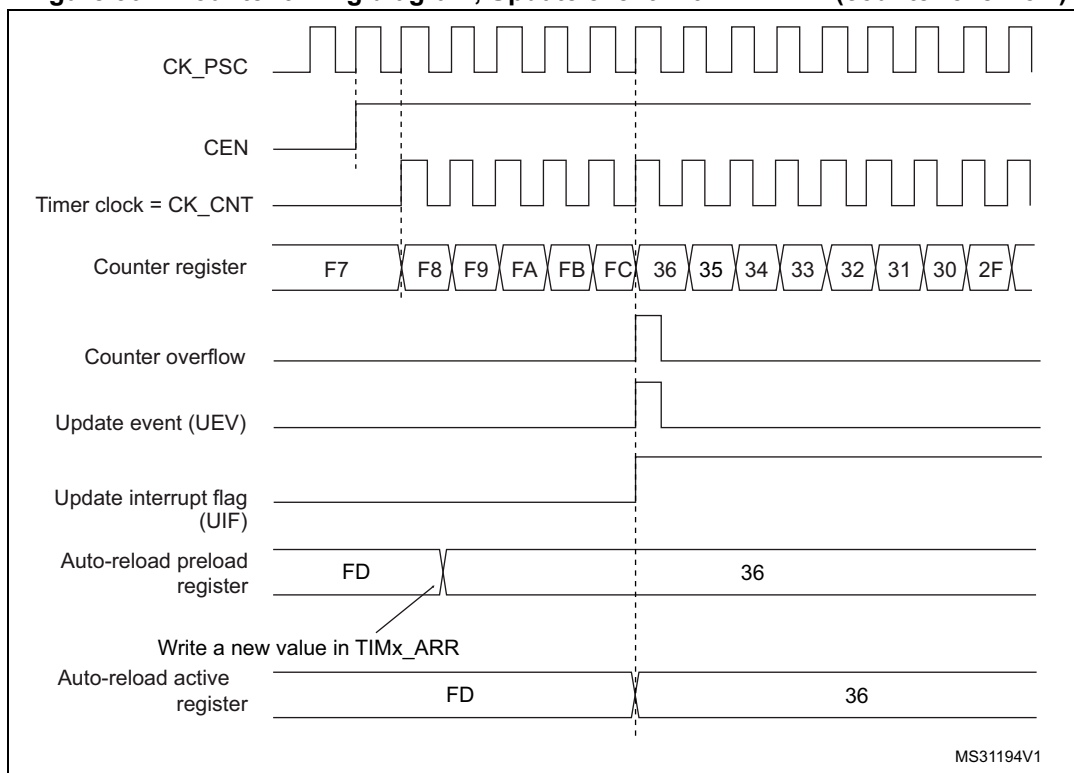 CK_PSC
CEN
Timer clock = CK_CNT
Counter register F7 F8 F9 FA FB FC 36 35 34 33 32 31 30 2F
Counter overflow
Update event (UEV)
Update interrupt flag
(UIF)
Auto-reload preload
register
FD 36
Write a new value in TIMx_ARR
Auto-reload active
register
FD 36
MS31194V1